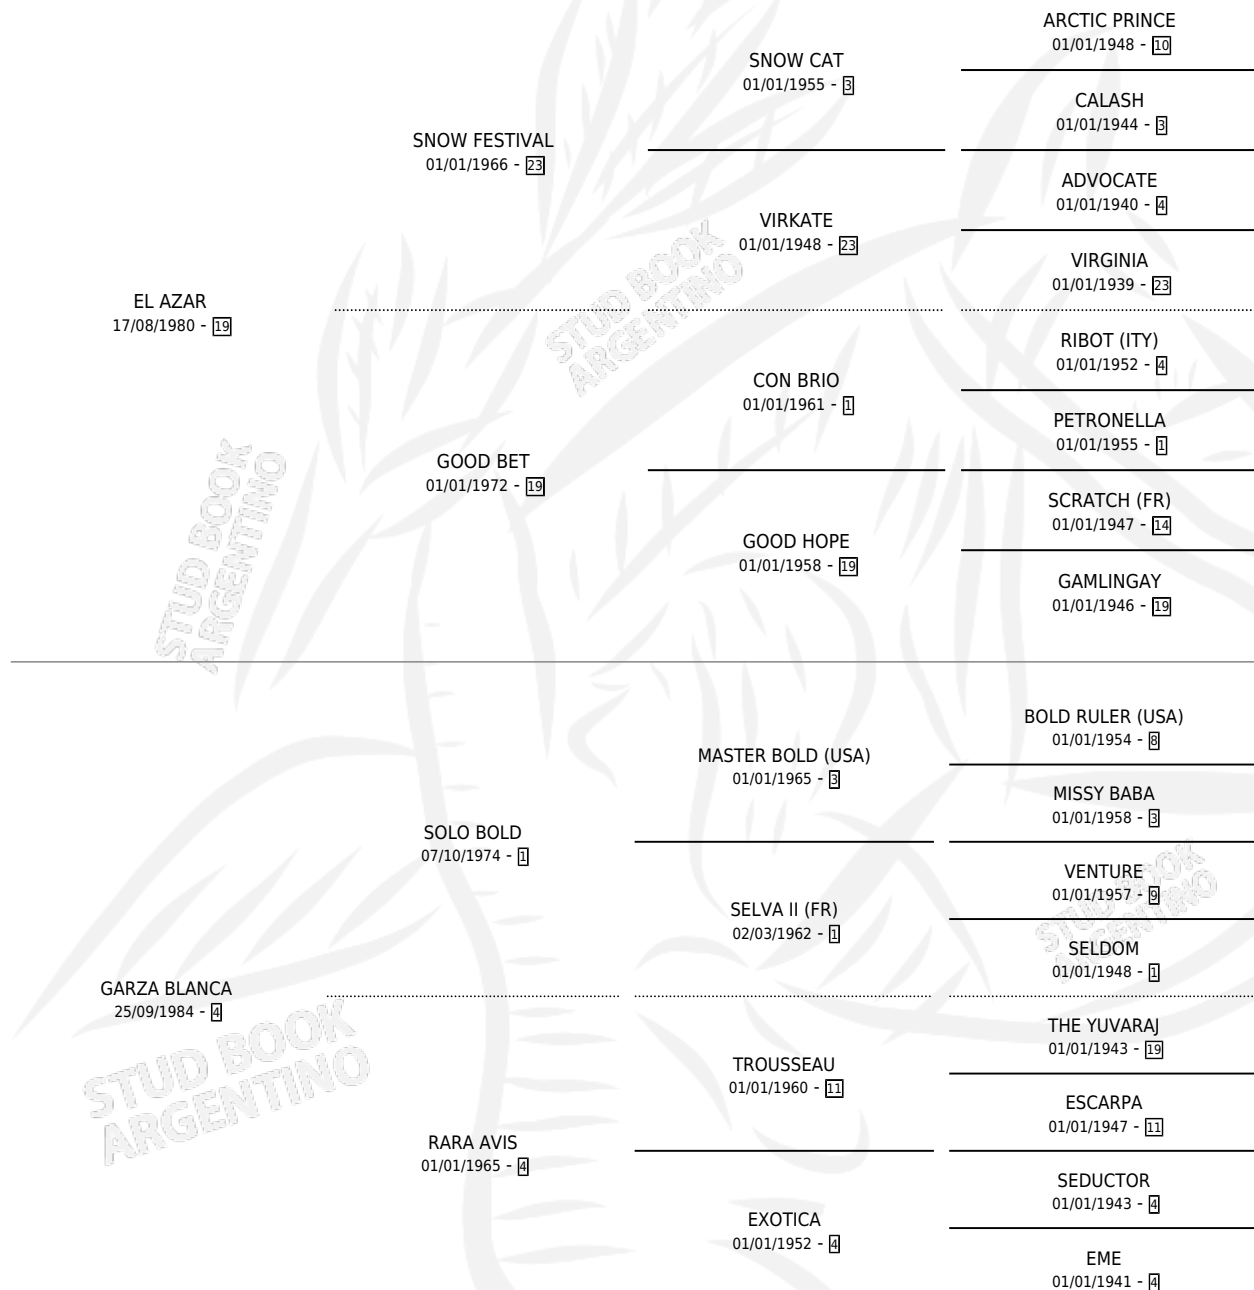 ARCTIC PRINCE
01/01/1948 - 10
SNOW CAT
01/01/1955 - 3
CALASH
01/01/1944 - 3
SNOW FESTIVAL
01/01/1966 - 23
ADVOCATE
01/01/1940 - 4
VIRKATE
01/01/1948 - 23
VIRGINIA
01/01/1939 - 23
EL AZAR
17/08/1980 - 19
STUD BOOK
ARGENTINO
RIBOT (ITY)
01/01/1952 - 4
CON BRIO
01/01/1961 - 1
PETRONELLA
01/01/1955 - 1
GOOD BET
01/01/1972 - 19
SCRATCH (FR)
01/01/1947 - 14
GOOD HOPE
01/01/1958 - 19
GAMLINGAY
01/01/1946 - 19
STUD BOOK
ARGENTINO
BOLD RULER (USA)
01/01/1954 - 8
MASTER BOLD (USA)
01/01/1965 - 3
MISSY BABA
01/01/1958 - 3
SOLO BOLD
07/10/1974 - 1
VENTURE
01/01/1957 - 9
SELVA II (FR)
02/03/1962 - 1
SELDOM
01/01/1948 - 1
STUD BOOK
ARGENTINO
GARZA BLANCA
25/09/1984 - 4
THE YUVARAJ
01/01/1943 - 19
TROUSSEAU
01/01/1960 - 11
ESCARPA
01/01/1947 - 11
STUD BOOK
ARGENTINO
RARA AVIS
01/01/1965 - 4
SEDUCTOR
01/01/1943 - 4
EXOTICA
01/01/1952 - 4
EME
01/01/1941 - 4